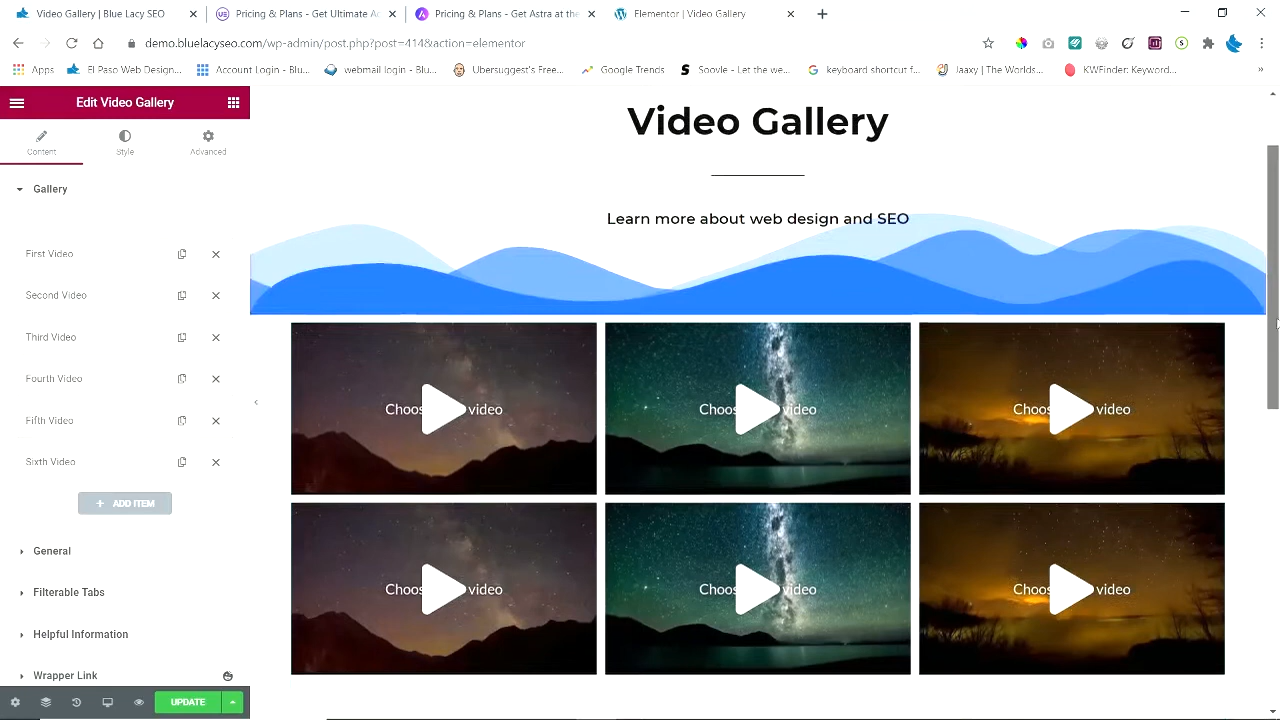 Videogallery | Blue Lacy SEO
Pricing & Plans - Get Ultimate Ad
Pricing & Plans - Get Astra at the
Elementor | Video Gallery
demo.bluelacyseo.com/wp-admin/post.php?post=414&action=elementor
Apps
El Paso Web Design...
Account Login - Blu...
webmail login - Blu...
Ubersuggest's Free...
Google Trends
Soovle - Let the we...
keyboard shortcut f...
Jaaxy | The Worlds...
KWFinder: Keyword...
Edit Video Gallery
Content
Style
Advanced
Gallery
First Video
Second Video
Third Video
Fourth Video
Fifth Video
Sixth Video
+ ADD ITEM
General
Filterable Tabs
Helpful Information
Wrapper Link
UPDATE
Video Gallery
Learn more about web design and SEO
Choos video
Choos video
Choos video
Choos video
Choos video
Choos video